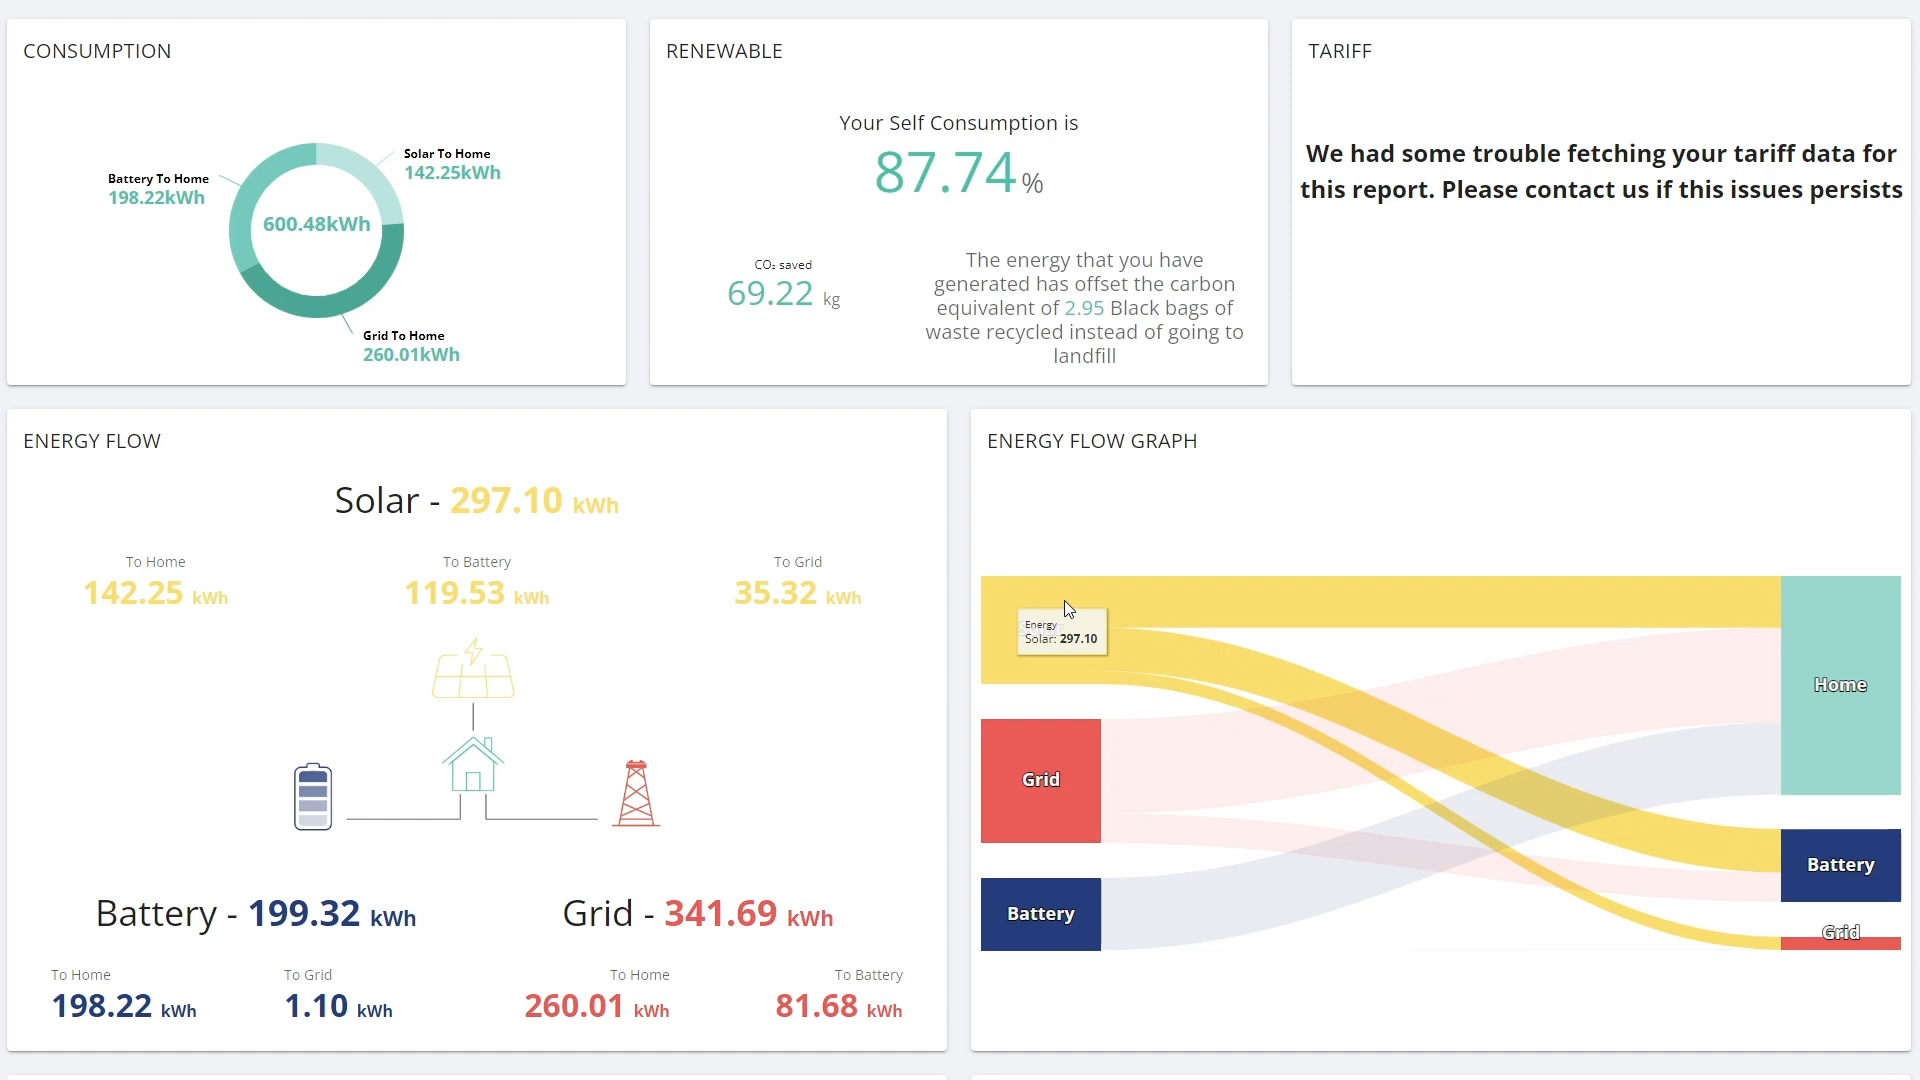 CONSUMPTION
Solar To Home
142.25kWh
Battery To Home
198.22kWh
600.48kWh
Grid To Home
260.01kWh
RENEWABLE
Your Self Consumption is
87.74 %
CO₂ saved
69.22 kg
The energy that you have
generated has offset the carbon
equivalent of 2.95 Black bags of
waste recycled instead of going to
landfill
TARIFF
We had some trouble fetching your tariff data for
this report. Please contact us if this issues persists
ENERGY FLOW
Solar - 297.10 kWh
To Home
142.25 kWh
To Battery
119.53 kWh
To Grid
35.32 kWh
Battery - 199.32 kWh
To Home
198.22 kWh
To Grid
1.10 kWh
Grid - 341.69 kWh
To Home
260.01 kWh
To Battery
81.68 kWh
ENERGY FLOW GRAPH
Energy
Solar: 297.10
Grid
Battery
Home
Battery
Grid